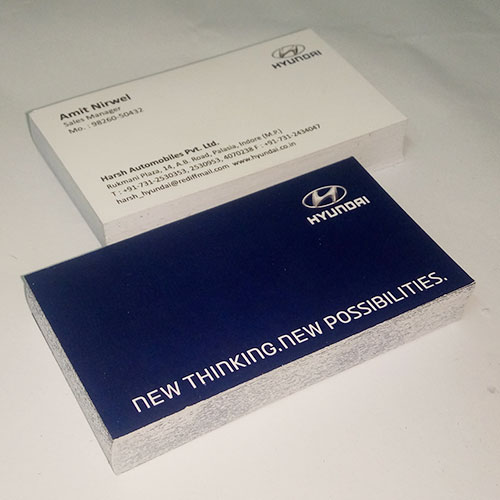 HYUNDAI
Amit Nirwel
Sales Manager
Mo. : 98260-50432
Harsh Automobiles Pvt. Ltd.
Rukmani Plaza, 14, A.B. Road, Palasia, Indore (M.P.)
T : +91-731-2530353, 2530953, 4070238 F : +91-731-2434047
harsh_hyundai@rediffmail.com www.hyundai.co.in
HYUNDAI
NEW THINKING.NEW POSSIBILITIES.